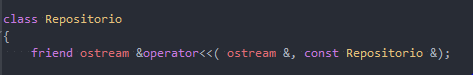 class Repositorio
{
    friend ostream &operator<<( ostream &, const Repositorio &);